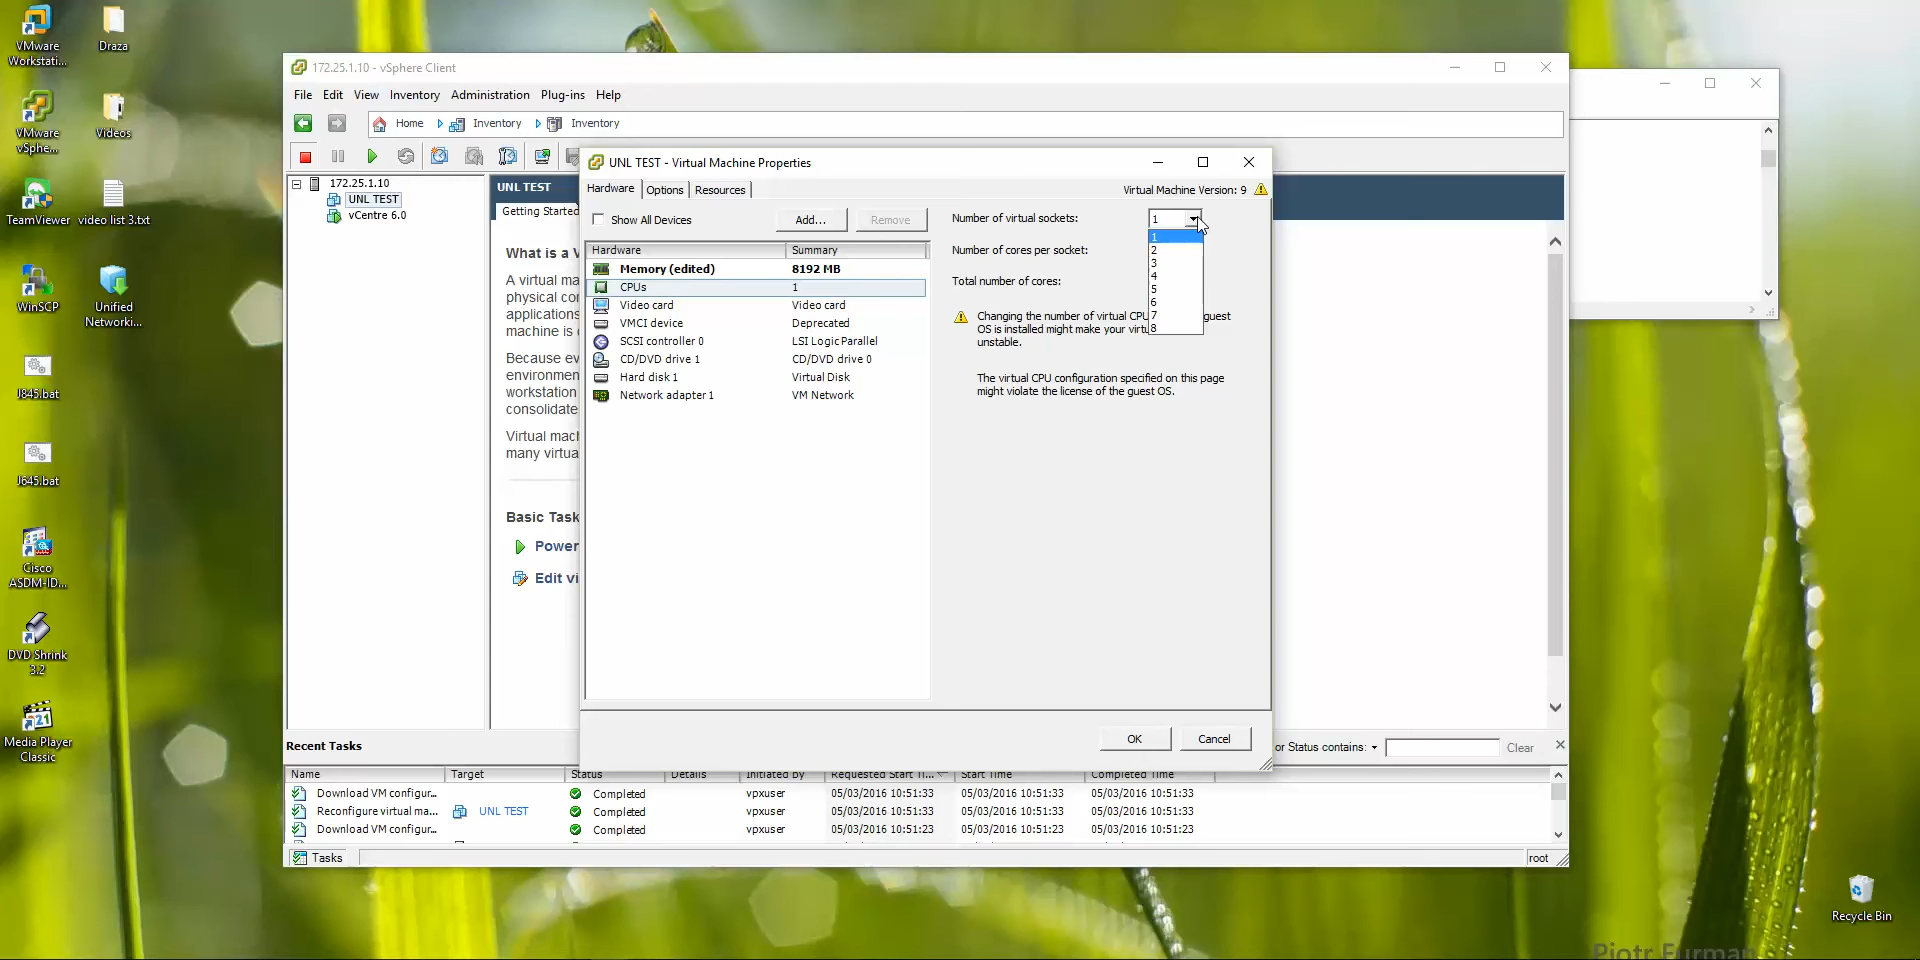 VMware
Workstati...
Draza
VMware
vSphe...
Videos
TeamViewer
video list 3.txt
WinSCP
Unified
Networki...
J845.bat
J645.bat
Cisco
ASDM-ID...
DVD Shrink
3.2
Media Player
Classic
Recycle Bin
172.25.1.10 - vSphere Client
File Edit View Inventory Administration Plug-ins Help
Home Inventory Inventory
172.25.1.10
UNL TEST
vCentre 6.0
UNL TEST
Getting Started
What is a V
A virtual ma
physical con
applications
machine is
Because ev
environmen
workstation
consolidate
Virtual mach
many virtua
Basic Task
Power
Edit vi
UNL TEST - Virtual Machine Properties
Hardware Options Resources
Virtual Machine Version: 9
Show All Devices
Add...
Remove
Hardware Summary
Memory (edited) 8192 MB
CPUs 1
Video card Video card
VMCI device Deprecated
SCSI controller 0 LSI Logic Parallel
CD/DVD drive 1 CD/DVD drive 0
Hard disk 1 Virtual Disk
Network adapter 1 VM Network
Number of virtual sockets: 1
1
2
3
4
5
6
7
8
Number of cores per socket:
Total number of cores:
Changing the number of virtual CPU guest
OS is installed might make your virtu
unstable.
The virtual CPU configuration specified on this page
might violate the license of the guest OS.
OK
Cancel
Recent Tasks
or Status contains:
Clear
Name Target Status Details Initiated by Requested Start Ti... Start Time Completed Time
Download VM configur... Completed vpxuser 05/03/2016 10:51:33 05/03/2016 10:51:33 05/03/2016 10:51:33
Reconfigure virtual ma... UNL TEST Completed vpxuser 05/03/2016 10:51:33 05/03/2016 10:51:33 05/03/2016 10:51:33
Download VM configur... Completed vpxuser 05/03/2016 10:51:23 05/03/2016 10:51:23 05/03/2016 10:51:23
Tasks
root
Piotr Furman